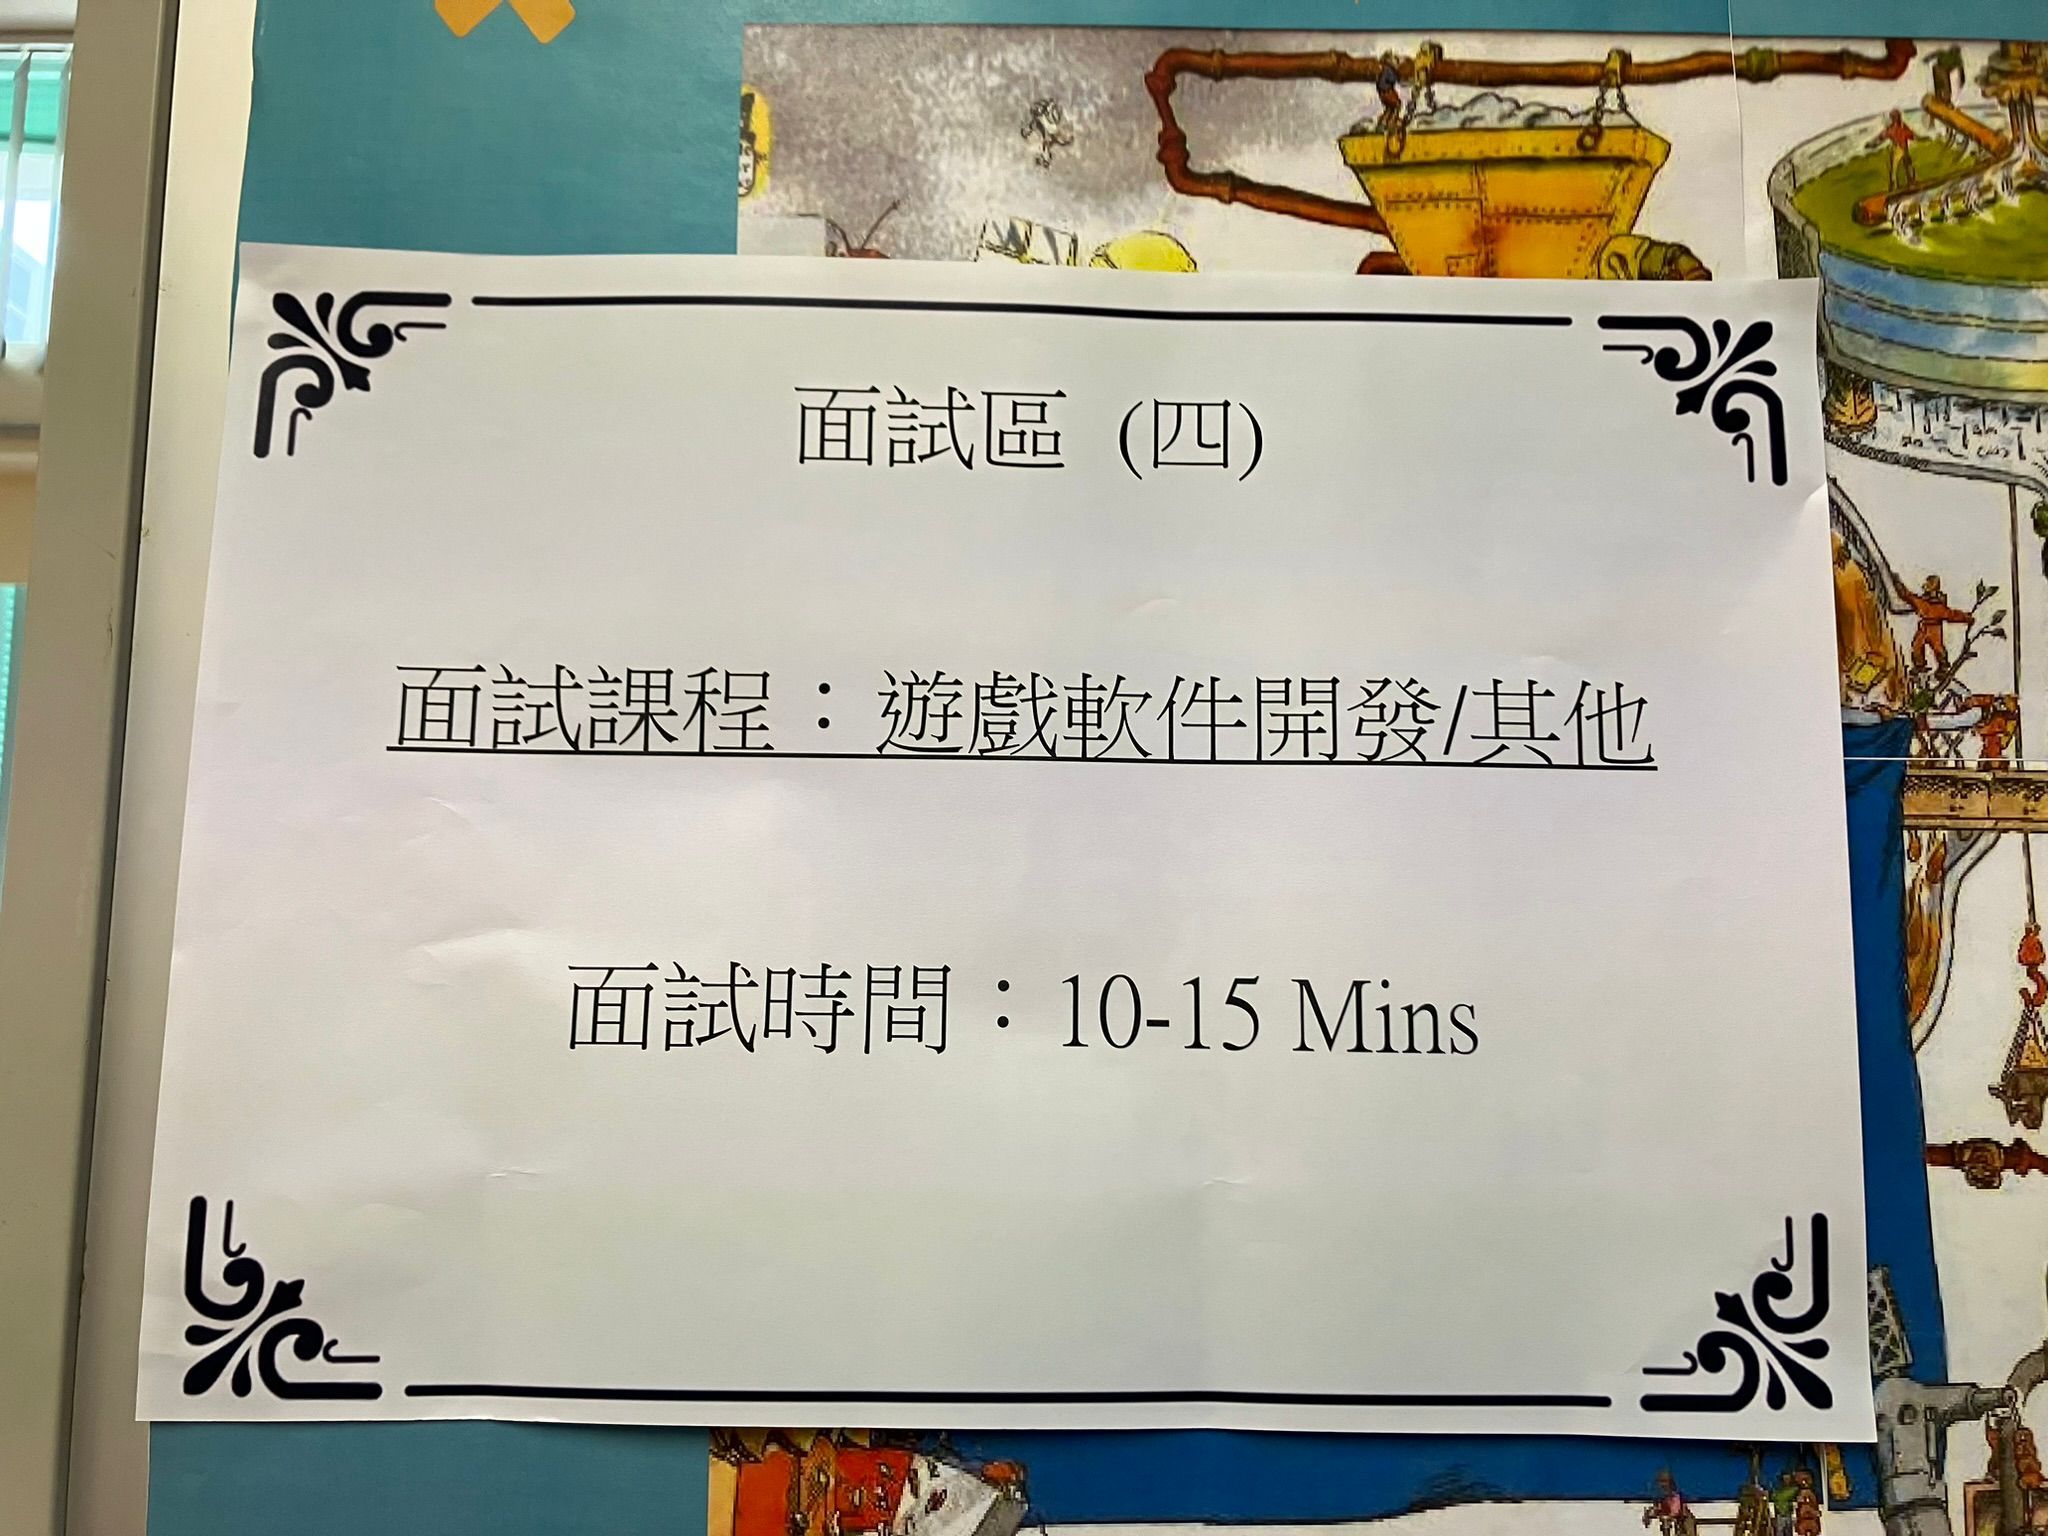 面試區 (四)
面試課程：遊戲軟件開發/其他
面試時間：10-15 Mins